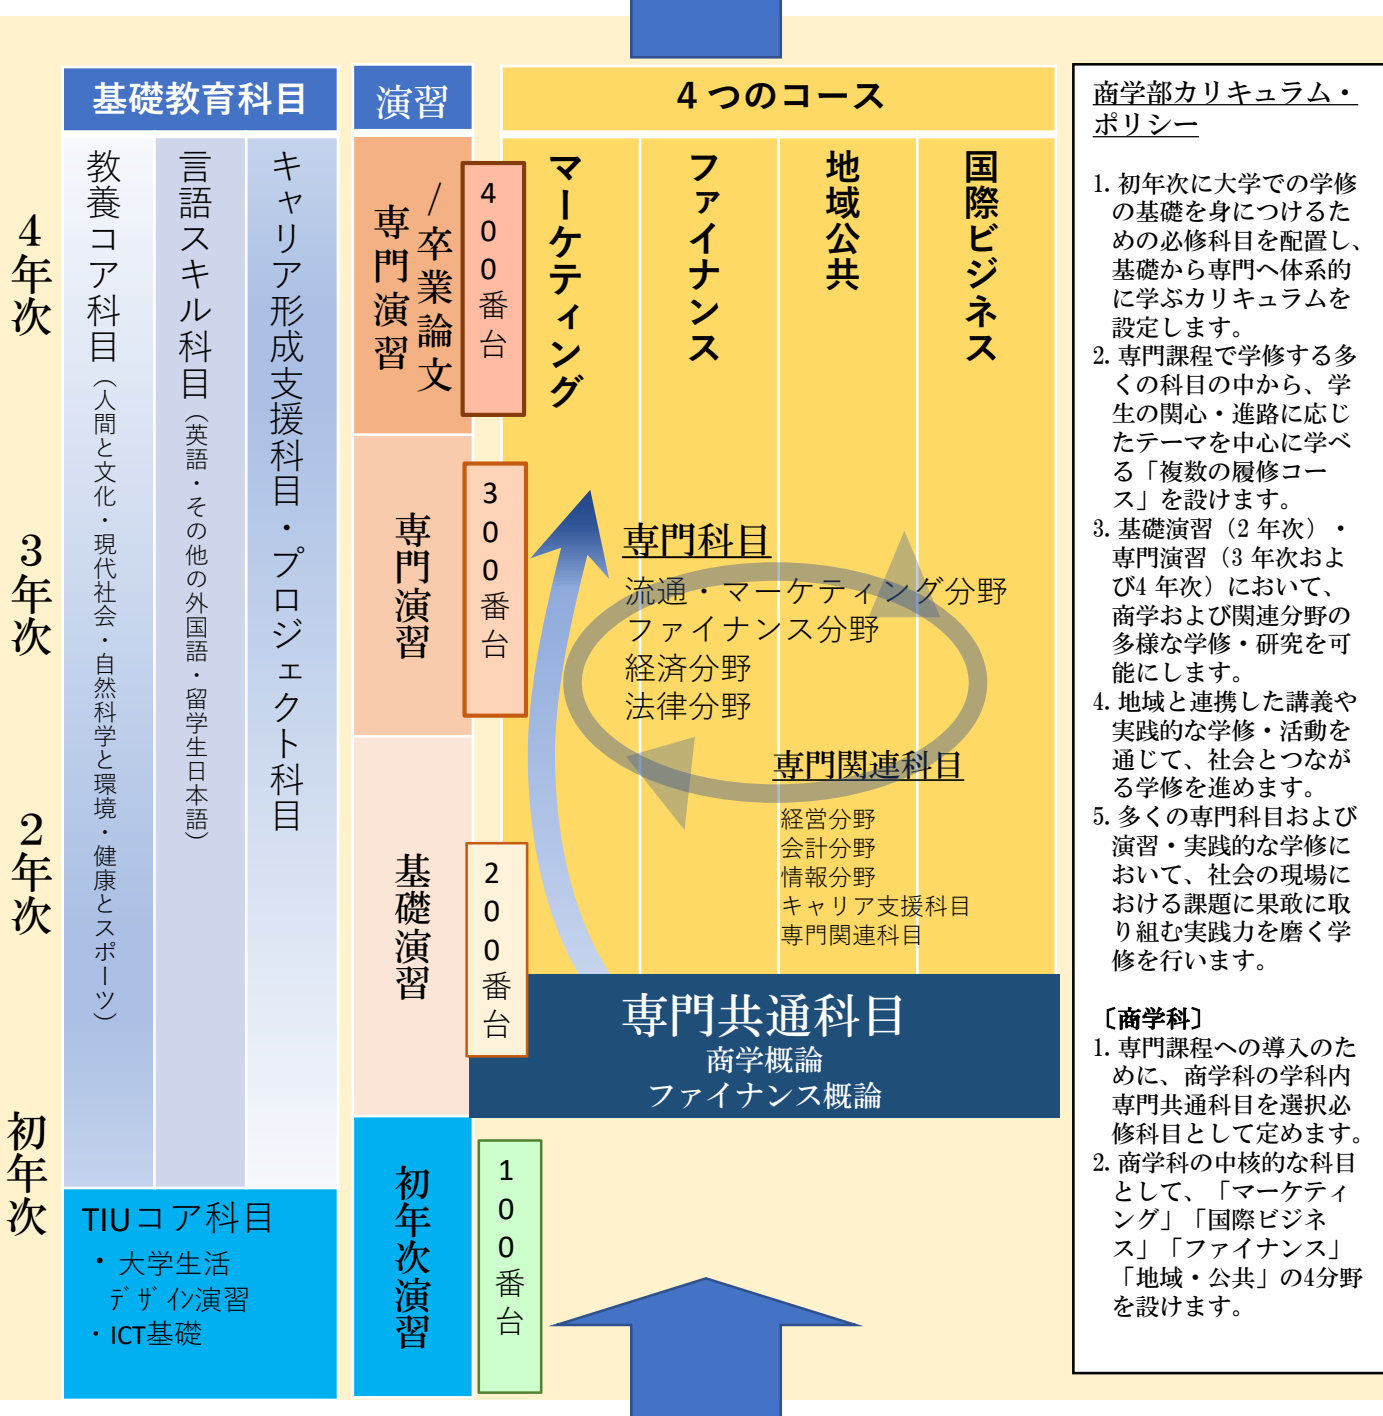 基礎教育科目
演習
4つのコース
4年次
3年次
2年次
初年次
教養コア科目（人間と文化・現代社会・自然科学と環境・健康とスポーツ）
言語スキル科目（英語・その他の外国語・留学生日本語）
キャリア形成支援科目・プロジェクト科目
TIUコア科目
・大学生活
ﾃﾞｻﾞｲﾝ演習
・ICT基礎
専門演習
/卒業論文
専門演習
基礎演習
初年次演習
400番台
300番台
200番台
100番台
マーケティング
ファイナンス
地域公共
国際ビジネス
専門科目
流通・マーケティング分野
ファイナンス分野
経済分野
法律分野
専門関連科目
経営分野
会計分野
情報分野
キャリア支援科目
専門関連科目
専門共通科目
商学概論
ファイナンス概論
商学部カリキュラム・
ポリシー
1. 初年次に大学での学修
の基礎を身につけるた
めの必修科目を配置し、
基礎から専門へ体系的
に学ぶカリキュラムを
設定します。
2. 専門課程で学修する多
くの科目の中から、学
生の関心・進路に応じ
たテーマを中心に学べ
る「複数の履修コー
ス」を設けます。
3. 基礎演習（2 年次）・
専門演習（3 年次およ
び4 年次）において、
商学および関連分野の
多様な学修・研究を可
能にします。
4. 地域と連携した講義や
実践的な学修・活動を
通じて、社会とつなが
る学修を進めます。
5. 多くの専門科目および
演習・実践的な学修に
おいて、社会の現場に
おける課題に果敢に取
り組む実践力を磨く学
修を行います。
〔商学科〕
1. 専門課程への導入のた
めに、商学科の学科内
専門共通科目を選択必
修科目として定めます。
2. 商学科の中核的な科目
として、「マーケティ
ング」「国際ビジネ
ス」「ファイナンス」
「地域・公共」の4分野
を設けます。